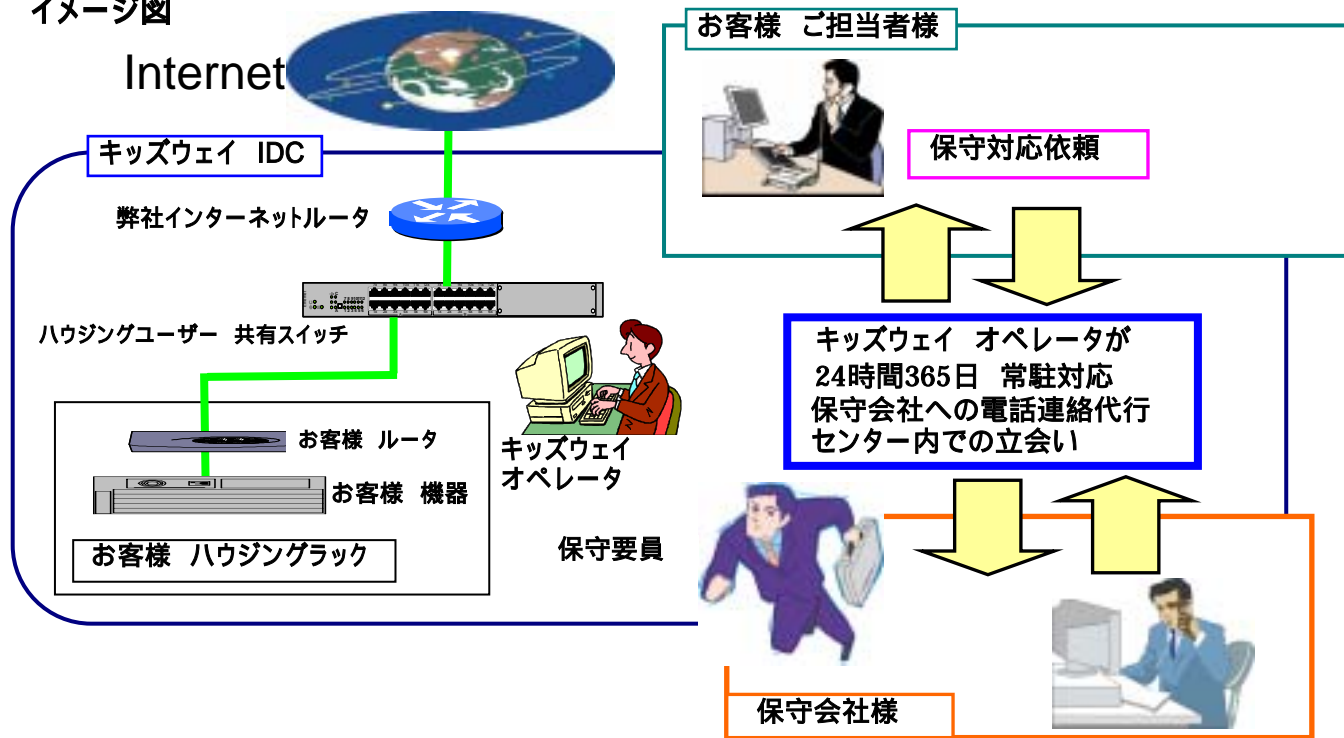 イメージ図
Internet
お客様 ご担当者様
保守対応依頼
キッズウェイ IDC
弊社インターネットルータ
ハウジングユーザー 共有スイッチ
お客様 ルータ
お客様 機器
お客様 ハウジングラック
キッズウェイ
オペレータ
保守要員
キッズウェイ オペレータが
24時間365日 常駐対応
保守会社への電話連絡代行
センター内での立会い
保守会社様